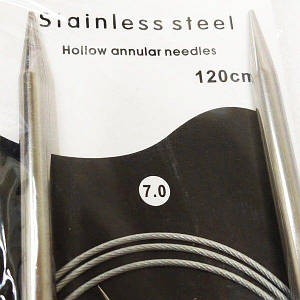 Stainless steel
Hollow annular needles
120cm
7.0